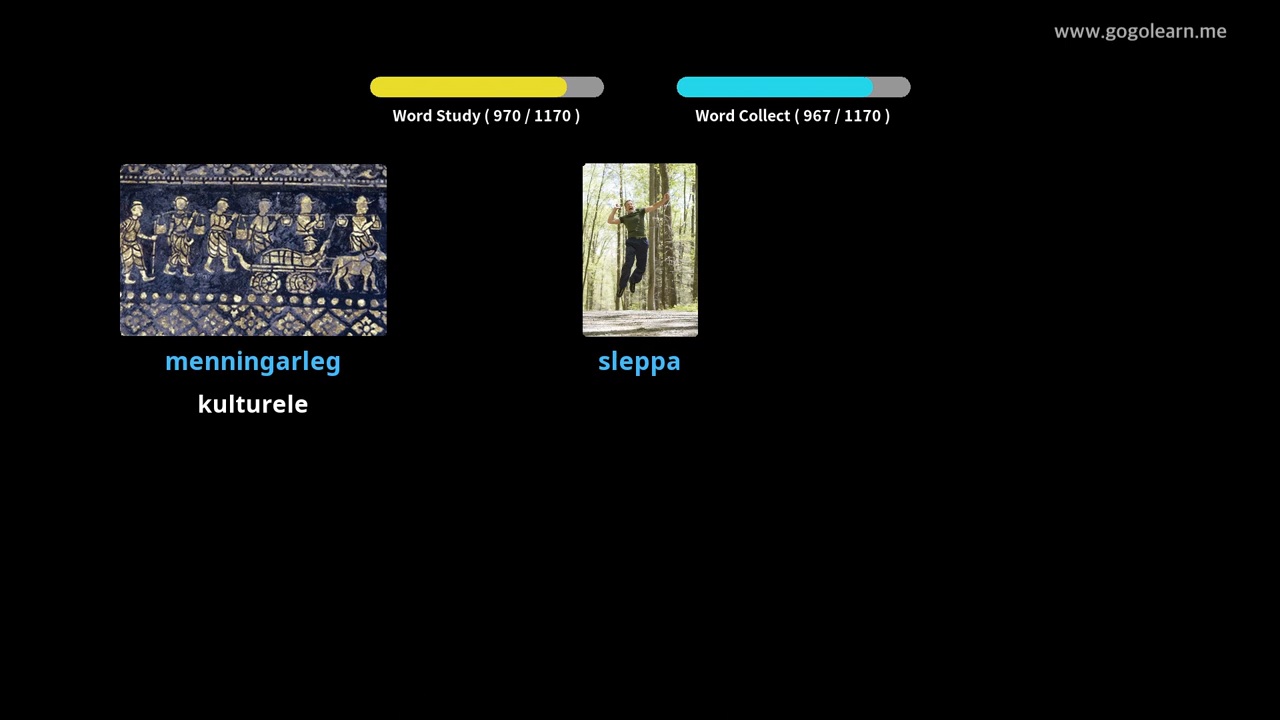 www.gogolearn.me
Word Study ( 970 / 1170 )
Word Collect ( 967 / 1170 )
menningarleg
kulturele
sleppa